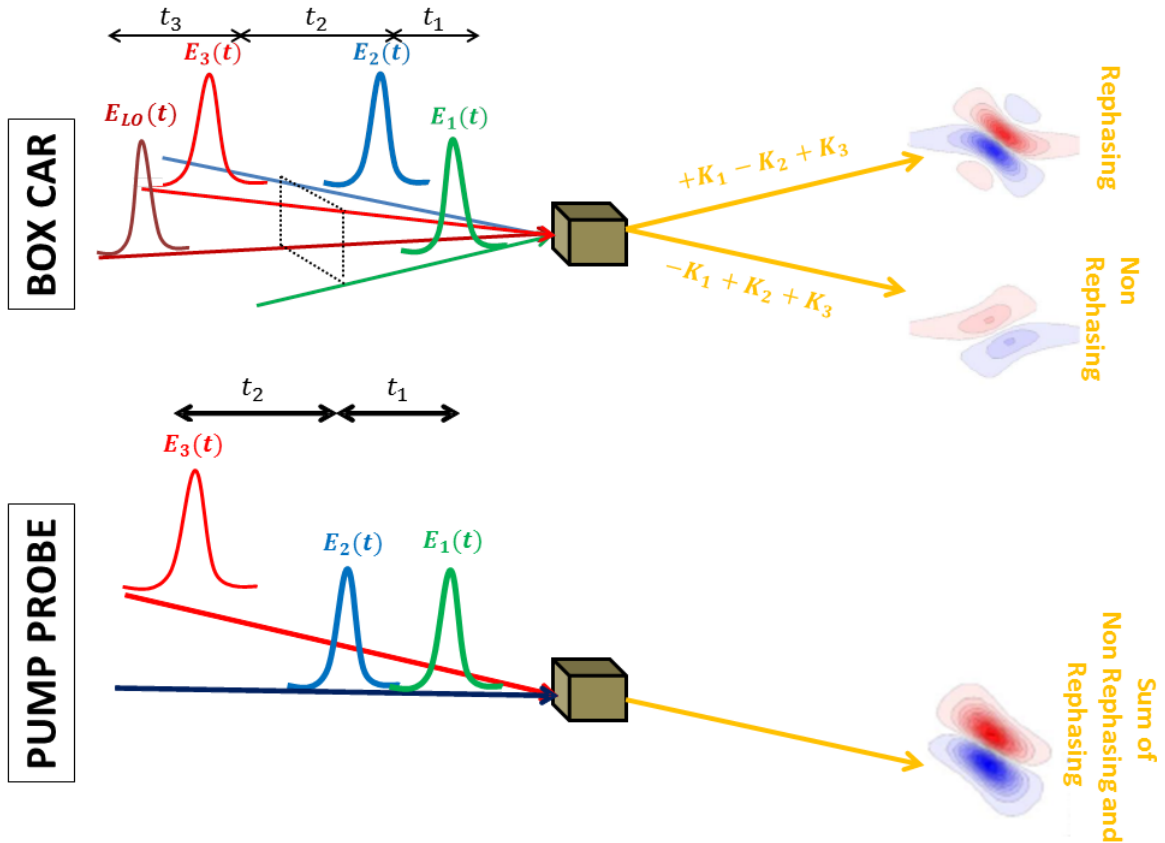 t₃
t₂
t₁
E₃(t)
E₂(t)
E_LO(t)
E₁(t)
BOX CAR
+K₁ − K₂ + K₃
Rephasing
−K₁ + K₂ + K₃
Non
Rephasing
t₂
t₁
E₃(t)
E₂(t)
E₁(t)
PUMP PROBE
Sum of
Non Rephasing and
Rephasing